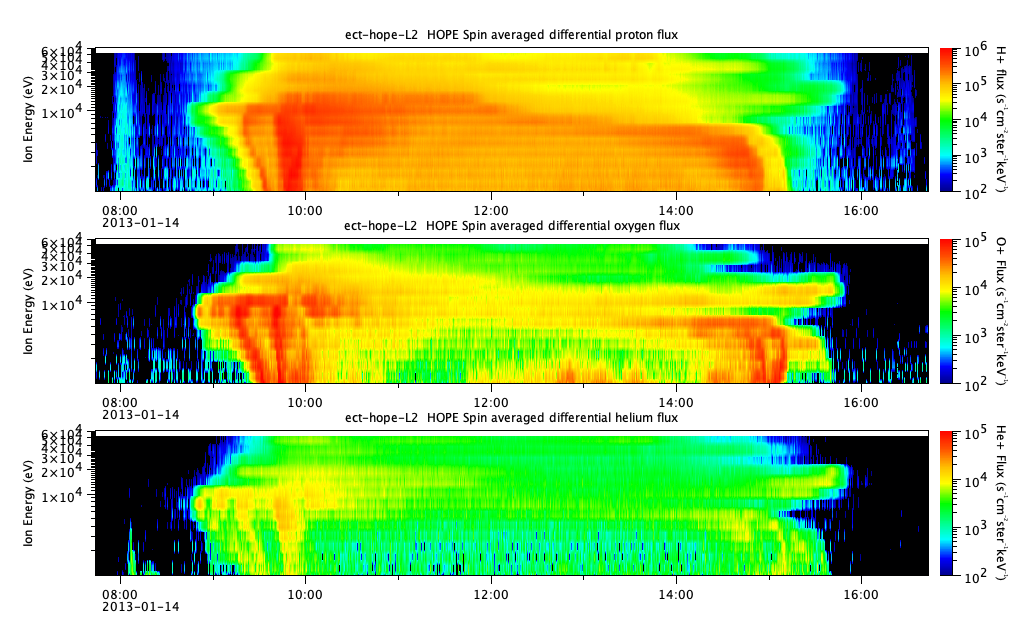 ect-hope-L2 HOPE Spin averaged differential proton flux
Ion Energy (eV)
6×10⁴
4
3×10⁴
2×10⁴
1×10⁴
10⁶
10⁵
10⁴
10³
10²
H+ flux (s⁻¹cm⁻²ster⁻¹keV⁻¹)
08:00 10:00 12:00 14:00 16:00
2013-01-14
ect-hope-L2 HOPE Spin averaged differential oxygen flux
Ion Energy (eV)
6×10⁴
4
3×10⁴
2×10⁴
1×10⁴
10⁵
10⁴
10³
10²
O+ Flux (s⁻¹cm⁻²ster⁻¹keV⁻¹)
08:00 10:00 12:00 14:00 16:00
2013-01-14
ect-hope-L2 HOPE Spin averaged differential helium flux
Ion Energy (eV)
6×10⁴
4
3×10⁴
2×10⁴
1×10⁴
10⁵
10⁴
10³
10²
He+ Flux (s⁻¹cm⁻²ster⁻¹keV⁻¹)
08:00 10:00 12:00 14:00 16:00
2013-01-14